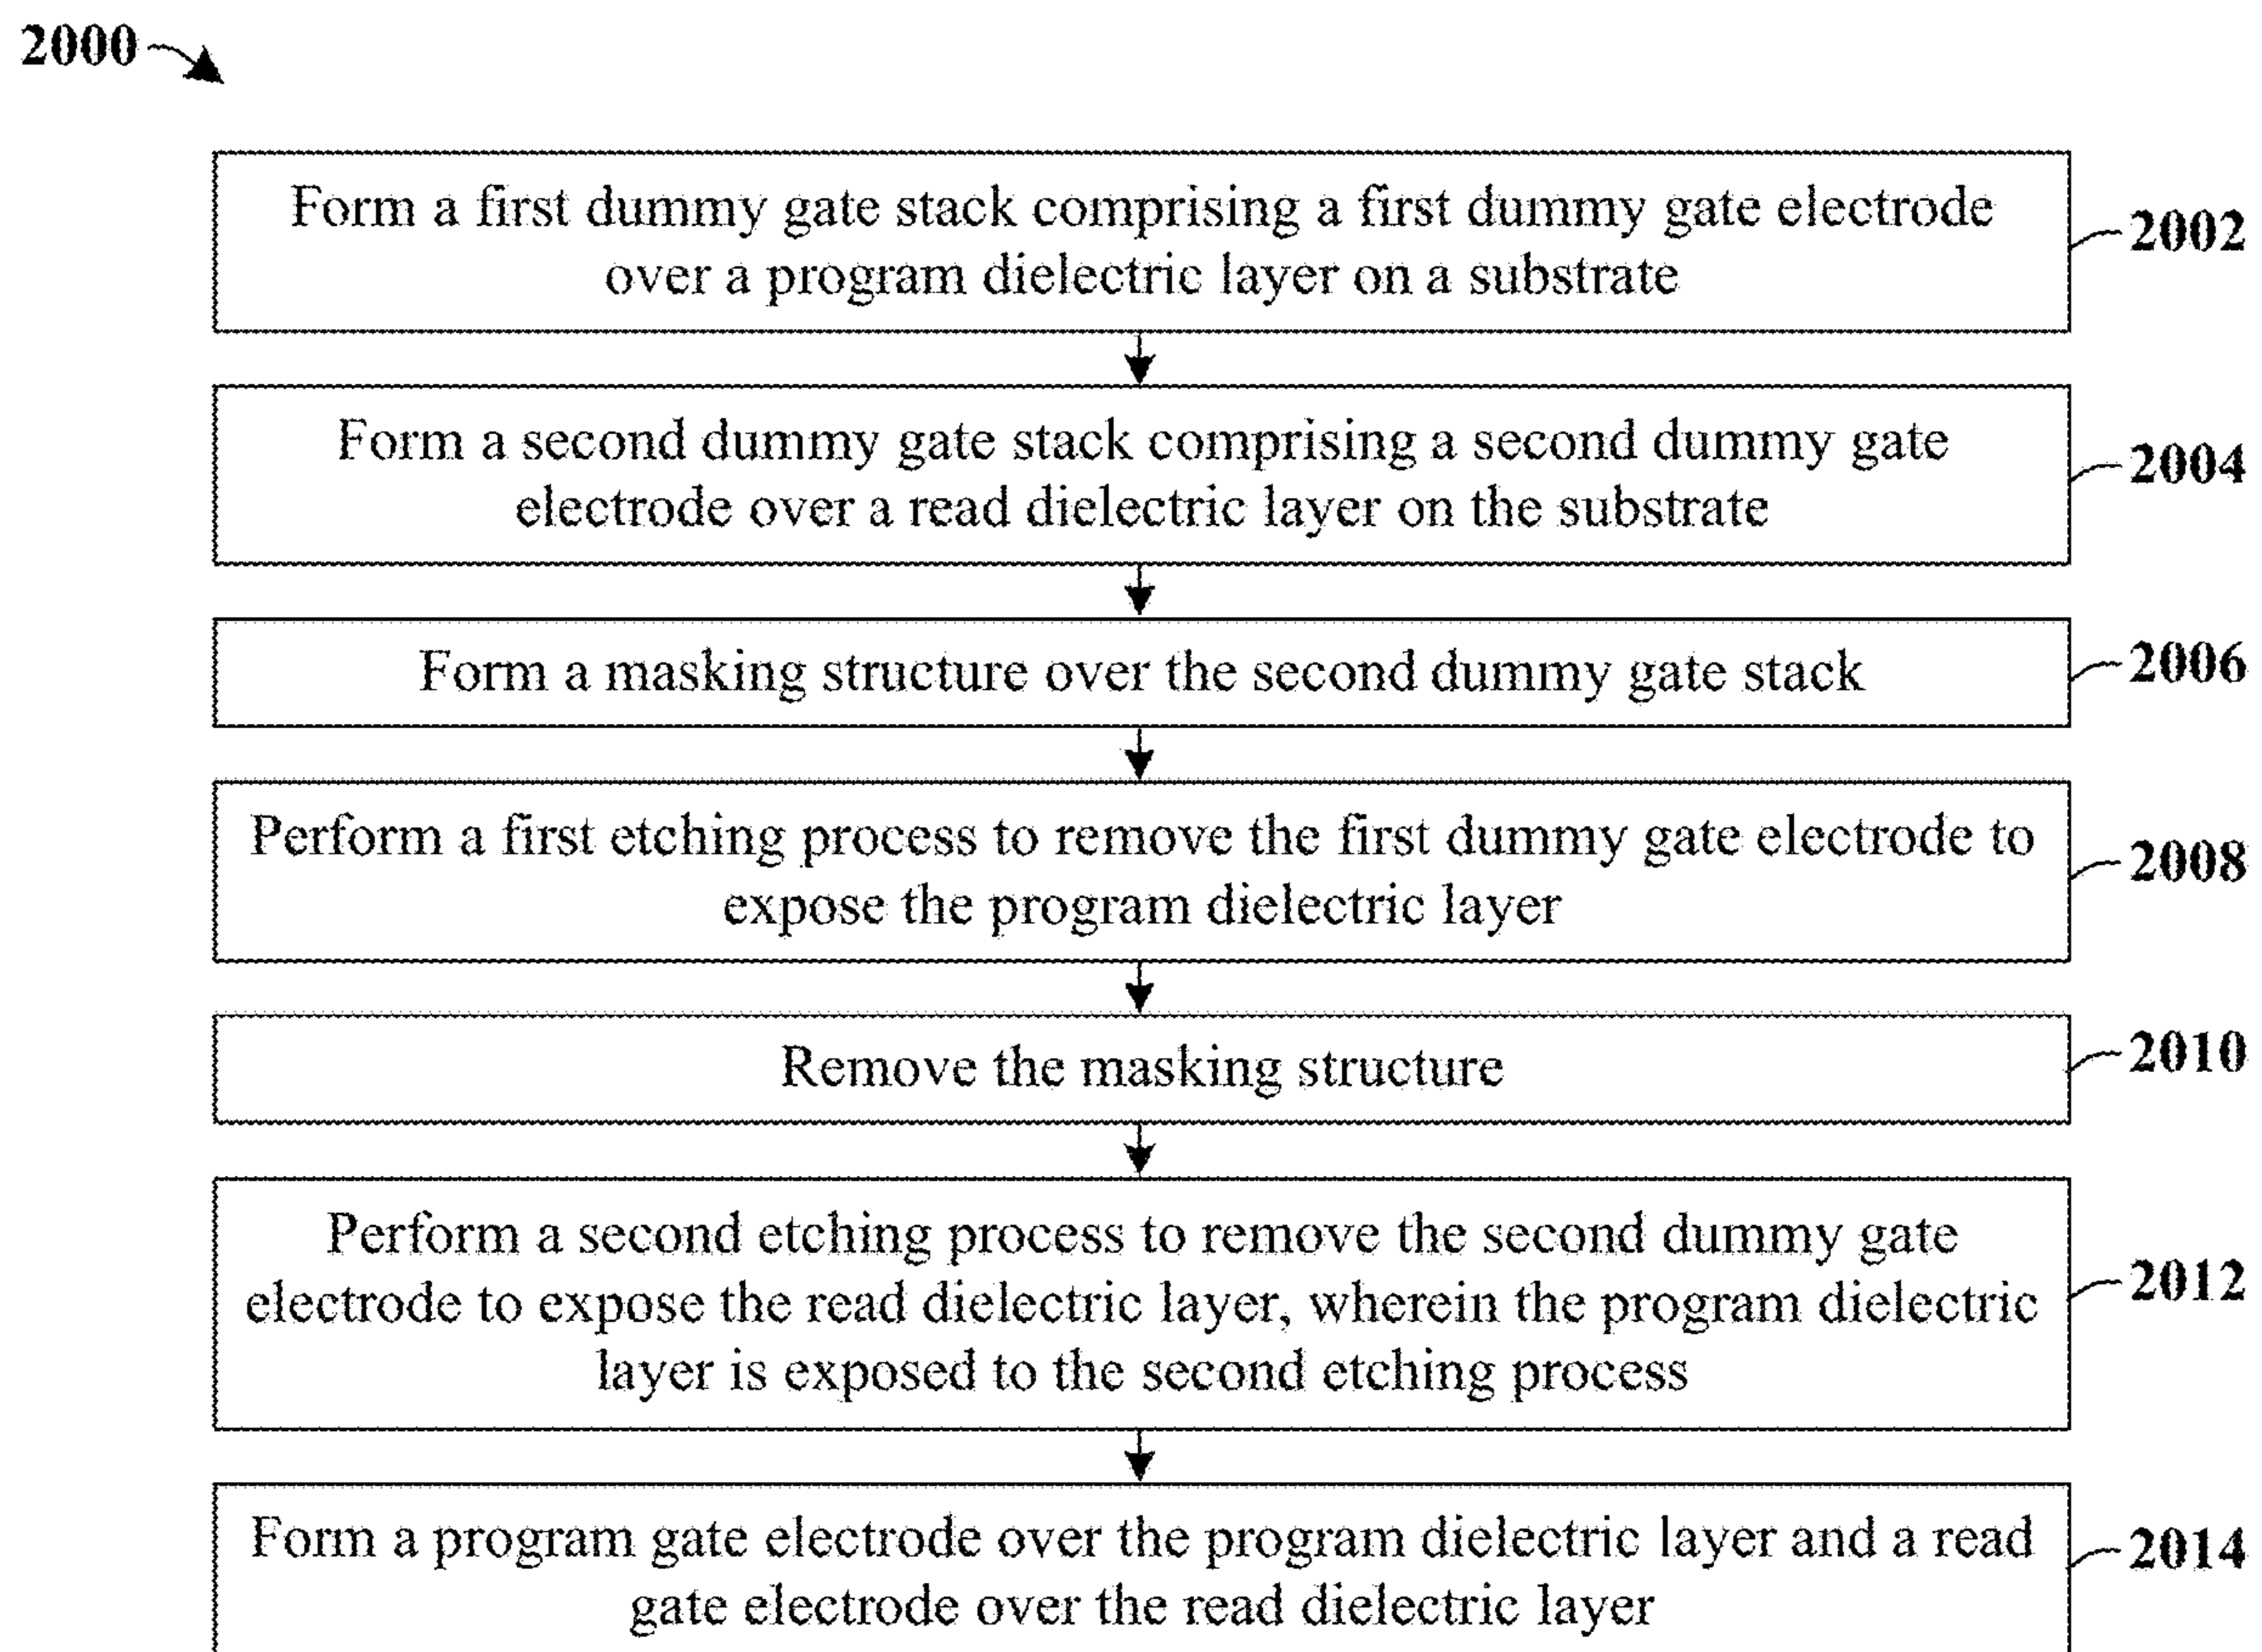 2000
Form a first dummy gate stack comprising a first dummy gate electrode
over a program dielectric layer on a substrate
2002
Form a second dummy gate stack comprising a second dummy gate
electrode over a read dielectric layer on the substrate
2004
Form a masking structure over the second dummy gate stack
2006
Perform a first etching process to remove the first dummy gate electrode to
expose the program dielectric layer
2008
Remove the masking structure
2010
Perform a second etching process to remove the second dummy gate
electrode to expose the read dielectric layer, wherein the program dielectric
layer is exposed to the second etching process
2012
Form a program gate electrode over the program dielectric layer and a read
gate electrode over the read dielectric layer
2014